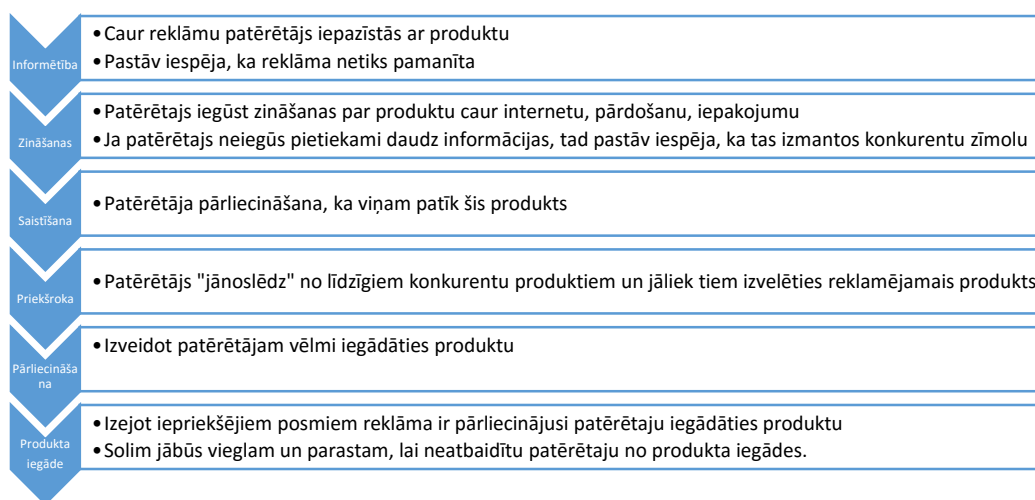 Informētība
• Caur reklāmu patērētājs iepazīstās ar produktu
• Pastāv iespēja, ka reklāma netiks pamanīta
Zināšanas
• Patērētajs iegūst zināšanas par produktu caur internetu, pārdošanu, iepakojumu
• Ja patērētajs neiegūs pietiekami daudz informācijas, tad pastāv iespēja, ka tas izmantos konkurentu zīmolu
Saistīšana
• Patērētāja pārliecināšana, ka viņam patīk šis produkts
Priekšroka
• Patērētājs "jānoslēdz" no līdzīgiem konkurentu produktiem un jāliek tiem izvelēties reklamējamais produkts
Pārliecināša
na
• Izveidot patērētājam vēlmi iegādāties produktu
Produkta
iegāde
• Izejot iepriekšējiem posmiem reklāma ir pārliecinājusi patērētaju iegādāties produktu
• Solim jābūs vieglam un parastam, lai neatbaidītu patērētaju no produkta iegādes.